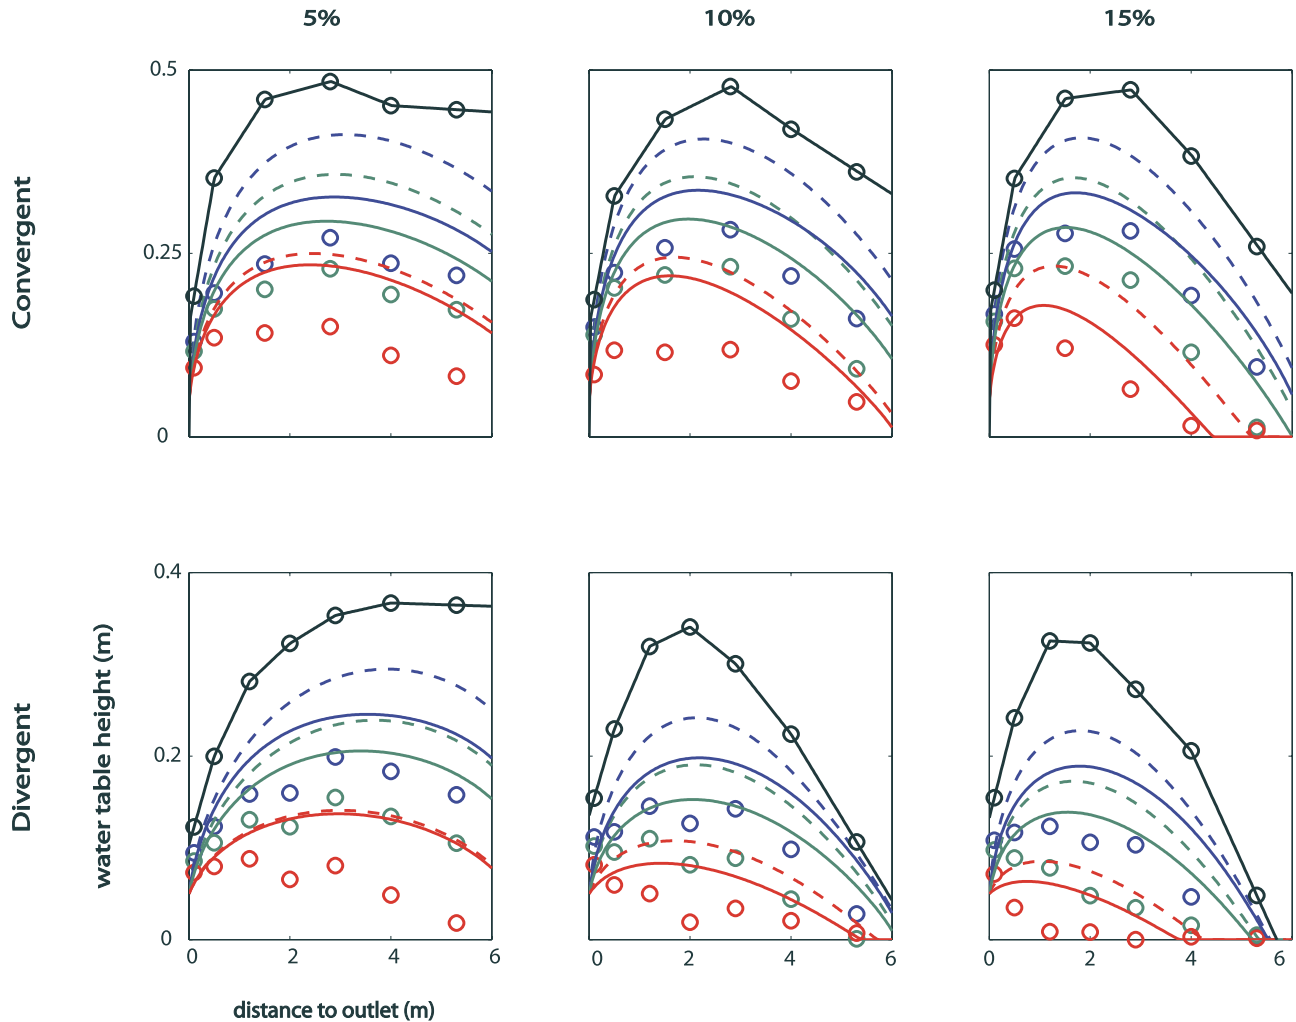 5% 10% 15%
Convergent
0.5
0.25
0
Divergent
water table height (m)
0.4
0.2
0
0 2 4 6 0 2 4 6 0 2 4 6
distance to outlet (m)